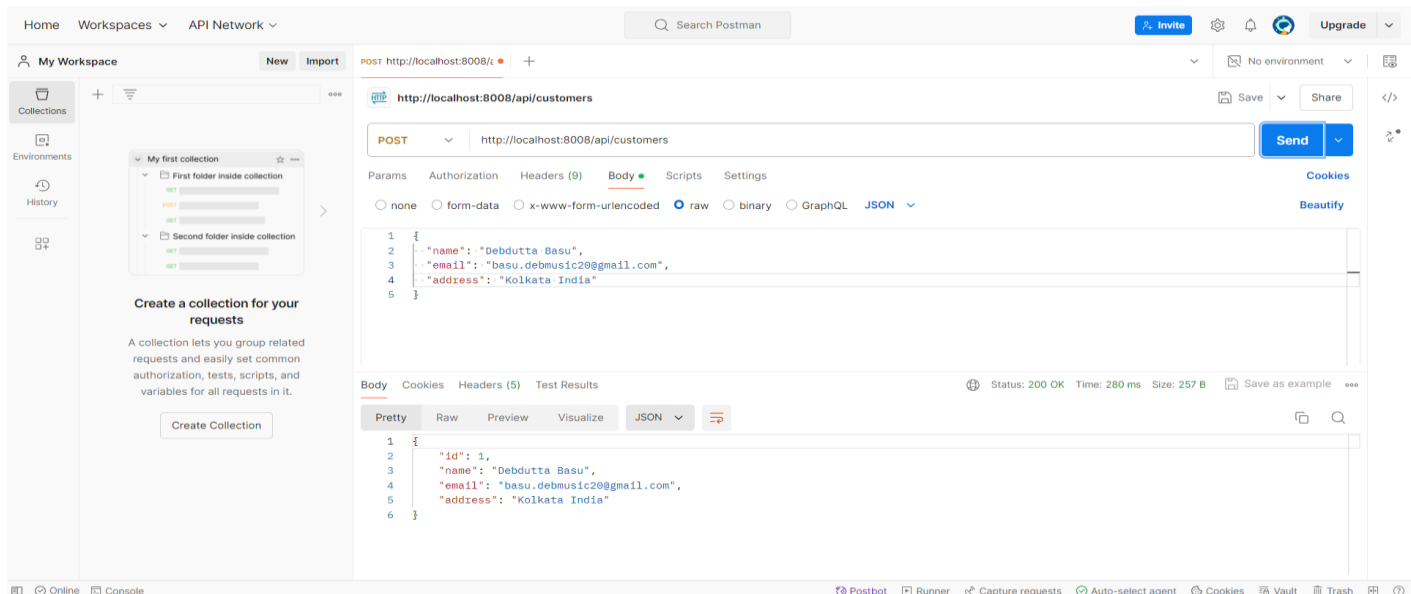 Home Workspaces API Network Search Postman Invite Upgrade
My Workspace New Import POST http://localhost:8008/a No environment
Collections
Environments
History
My first collection
First folder inside collection
GET
POST
GET
Second folder inside collection
GET
GET
Create a collection for your
requests
A collection lets you group related
requests and easily set common
authorization, tests, scripts, and
variables for all requests in it.
Create Collection
HTTP http://localhost:8008/api/customers Save Share
POST http://localhost:8008/api/customers Send
Params Authorization Headers (9) Body Scripts Settings Cookies
none form-data x-www-form-urlencoded raw binary GraphQL JSON Beautify
1 {
2 "name": "Debdutta Basu",
3 "email": "basu.debmusic20@gmail.com",
4 "address": "Kolkata India"
5 }
Body Cookies Headers (5) Test Results Status: 200 OK Time: 280 ms Size: 257 B Save as example
Pretty Raw Preview Visualize JSON
1 {
2 "id": 1,
3 "name": "Debdutta Basu",
4 "email": "basu.debmusic20@gmail.com",
5 "address": "Kolkata India"
6 }
Online Console Postbot Runner Capture requests Auto-select agent Cookies Vault Trash